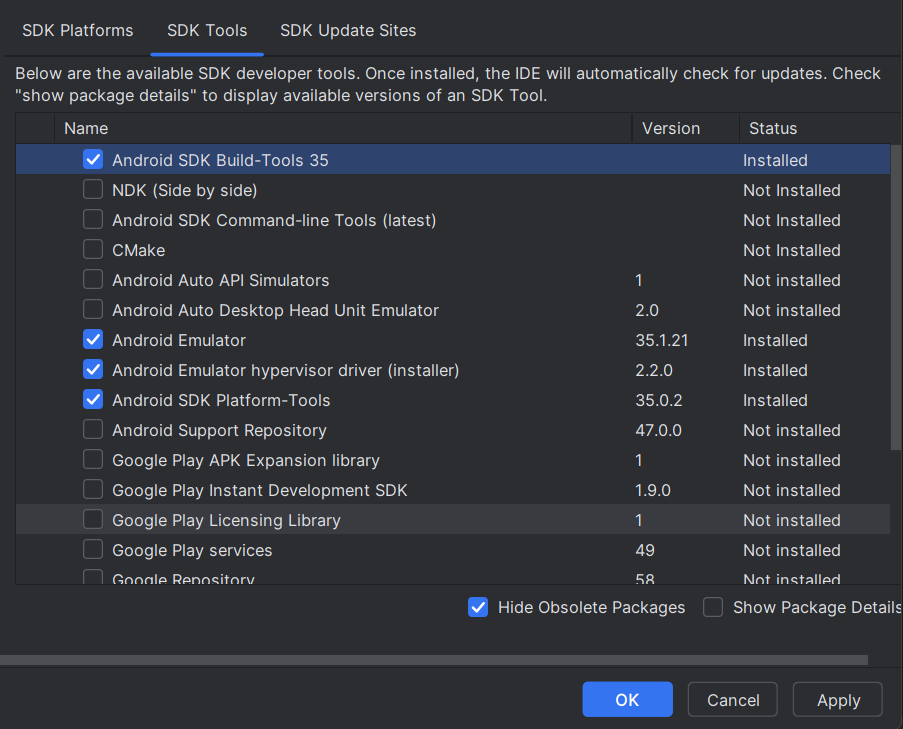 SDK Platforms SDK Tools SDK Update Sites
Below are the available SDK developer tools. Once installed, the IDE will automatically check for updates. Check
"show package details" to display available versions of an SDK Tool.
Name Version Status
Android SDK Build-Tools 35 Installed
NDK (Side by side) Not Installed
Android SDK Command-line Tools (latest) Not Installed
CMake Not Installed
Android Auto API Simulators 1 Not installed
Android Auto Desktop Head Unit Emulator 2.0 Not installed
Android Emulator 35.1.21 Installed
Android Emulator hypervisor driver (installer) 2.2.0 Installed
Android SDK Platform-Tools 35.0.2 Installed
Android Support Repository 47.0.0 Not installed
Google Play APK Expansion library 1 Not installed
Google Play Instant Development SDK 1.9.0 Not installed
Google Play Licensing Library 1 Not installed
Google Play services 49 Not installed
Google Repository 58 Not installed
Hide Obsolete Packages Show Package Details
OK Cancel Apply